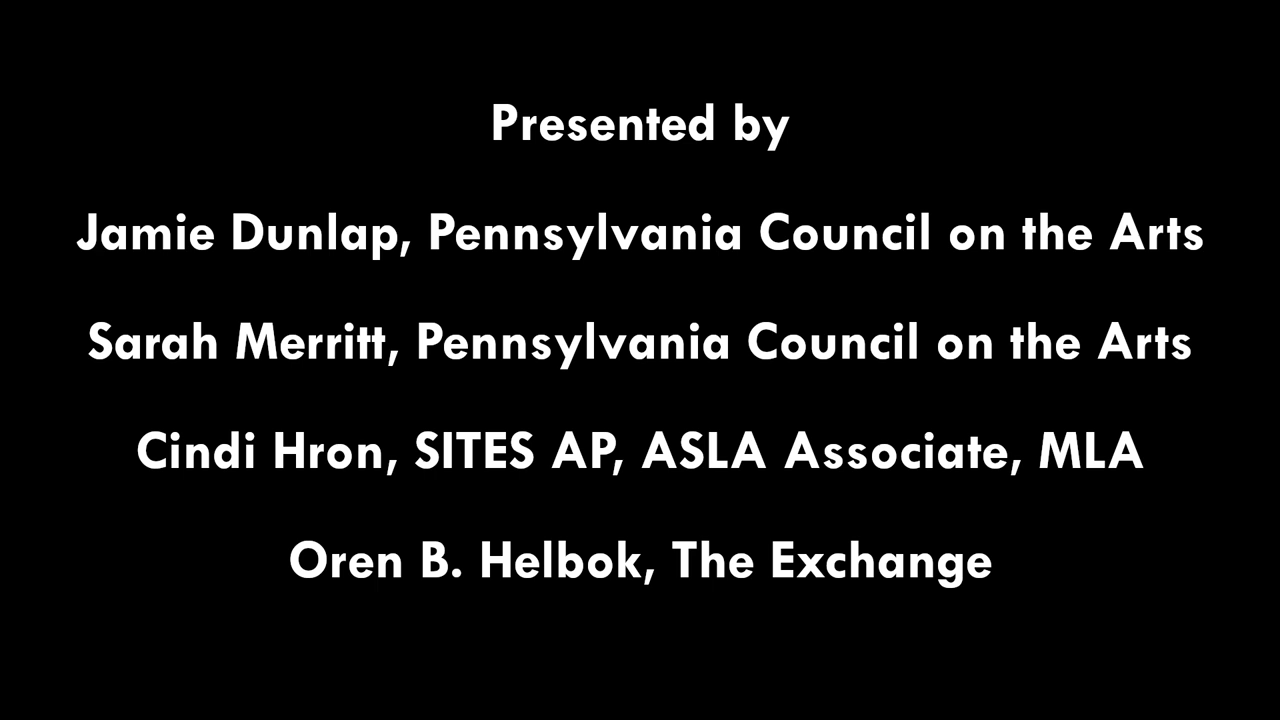 Presented by
Jamie Dunlap, Pennsylvania Council on the Arts
Sarah Merritt, Pennsylvania Council on the Arts
Cindi Hron, SITES AP, ASLA Associate, MLA
Oren B. Helbok, The Exchange